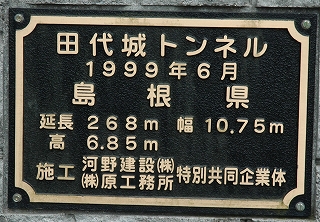 田代城トンネル
1999年6月
島根県
延長 268m 幅 10.75m
高 6.85m
施工 河野建設㈱ 特別共同企業体
㈱原工務所